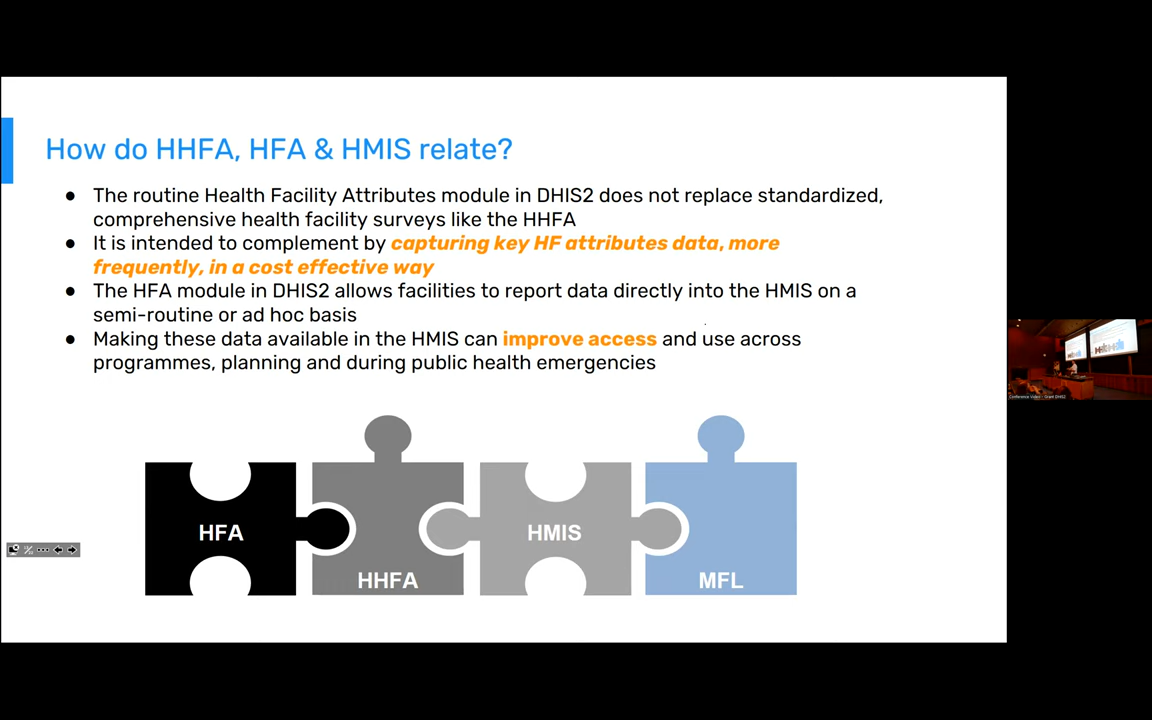 How do HHFA, HFA & HMIS relate?
● The routine Health Facility Attributes module in DHIS2 does not replace standardized,
comprehensive health facility surveys like the HHFA
● It is intended to complement by capturing key HF attributes data, more
frequently, in a cost effective way
● The HFA module in DHIS2 allows facilities to report data directly into the HMIS on a
semi-routine or ad hoc basis
● Making these data available in the HMIS can improve access and use across
programmes, planning and during public health emergencies
HFA
HHFA
HMIS
MFL
Conference Video - Grant DHIS2